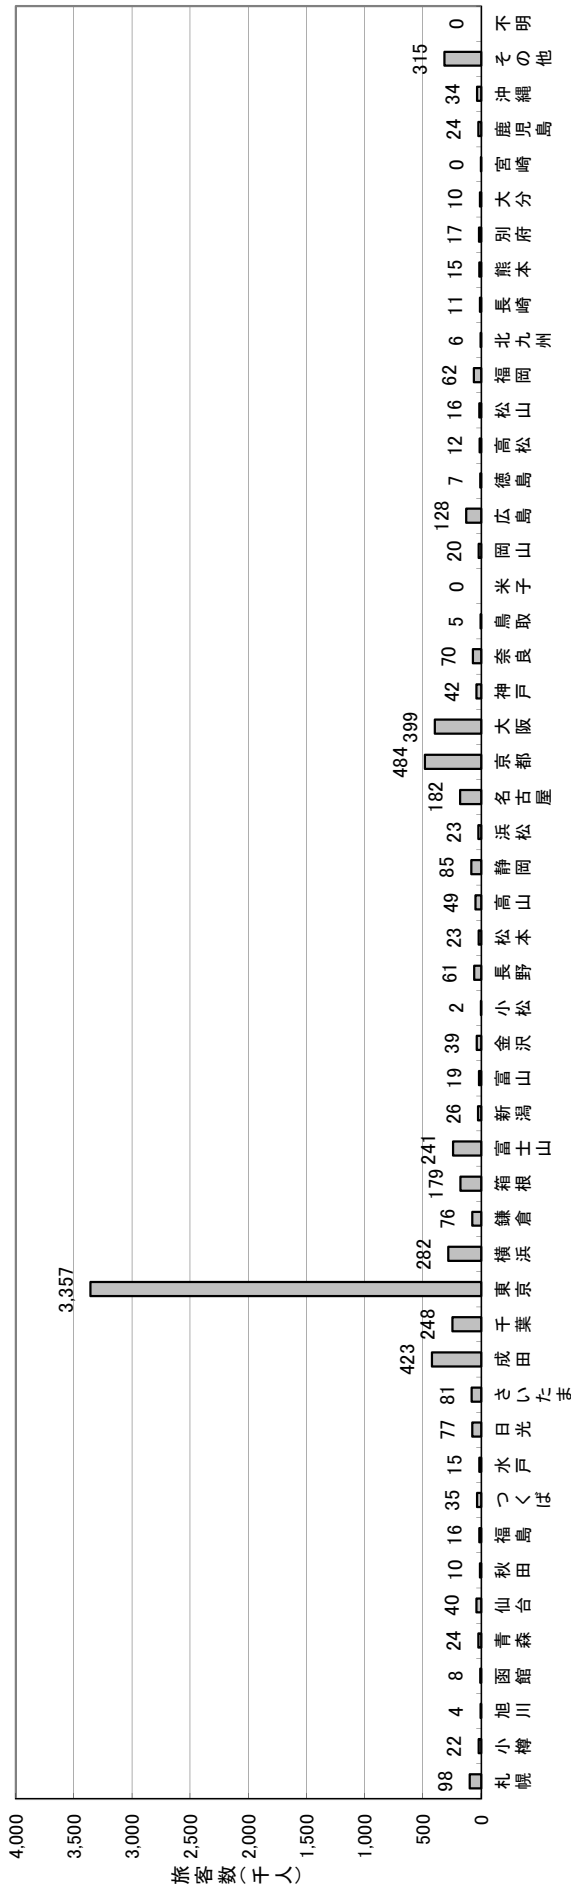 旅客数(千人)
4,000
3,500
3,000
2,500
2,000
1,500
1,000
500
0
98
22
4
8
24
40
10
16
35
15
77
81
423
248
3,357
282
76
179
241
26
19
39
2
61
23
49
85
23
182
484
399
42
70
5
0
20
128
7
12
16
62
6
11
15
17
10
0
24
34
315
0
札幌
小樽
旭川
函館
青森
仙台
秋田
福島
つくば
水戸
日光
さいたま
成田
千葉
東京
横浜
鎌倉
箱根
富士山
新潟
富山
金沢
小松
長野
松本
高山
静岡
浜松
名古屋
京都
大阪
神戸
奈良
鳥取
米子
岡山
広島
徳島
高松
松山
福岡
北九州
長崎
熊本
別府
大分
宮崎
鹿児島
沖縄
その他
不明